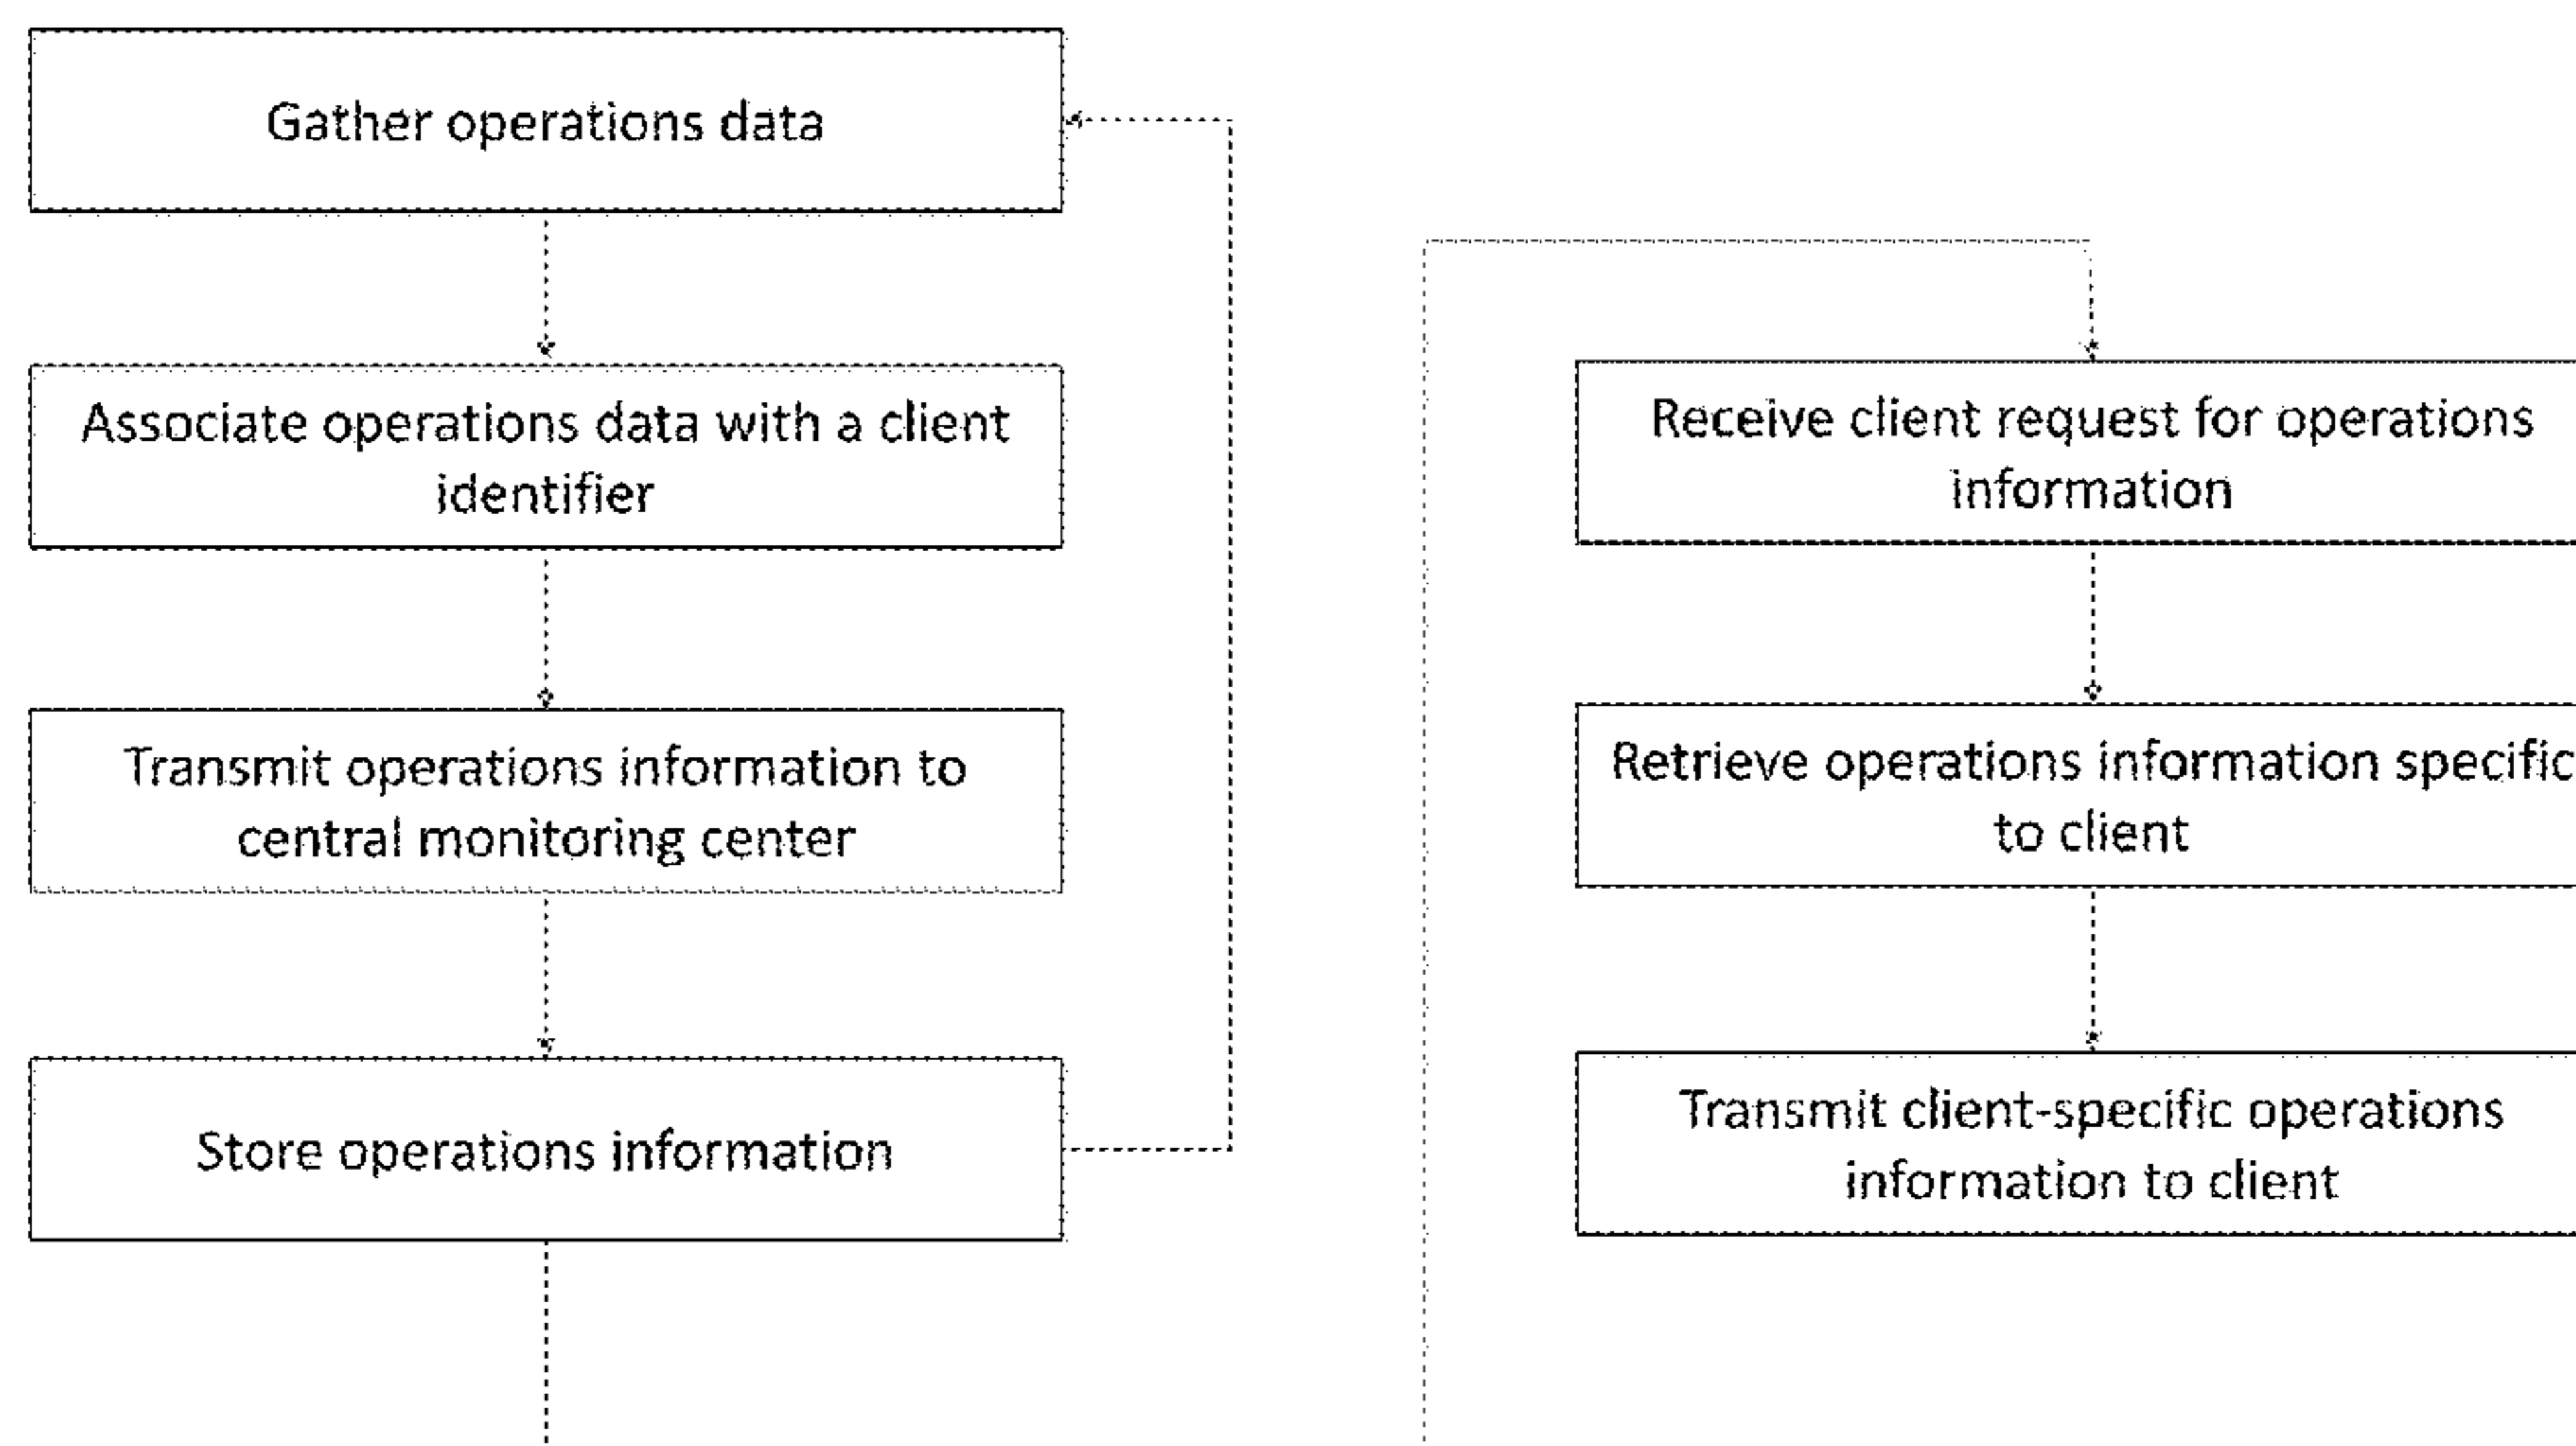 Gather operations data
Associate operations data with a client
identifier
Transmit operations information to
central monitoring center
Store operations information
Receive client request for operations
information
Retrieve operations information specific
to client
Transmit client-specific operations
information to client